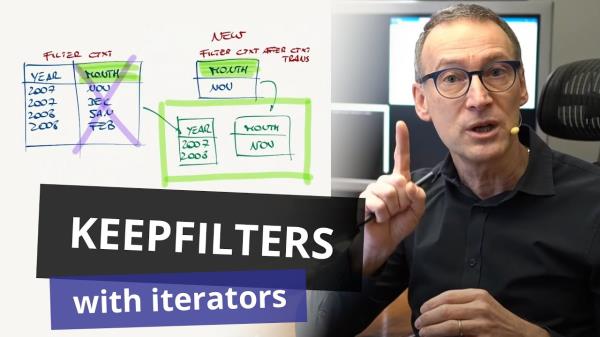 FILTER CTXT
YEAR MONTH
2007 NOV
2007 DEC
2008 JAN
2008 FEB
NEW
FILTER CTXT AFTER CTXT
TRANS
MONTH
NOV
YEAR
2007
2008
MONTH
NOV
KEEPFILTERS
with iterators